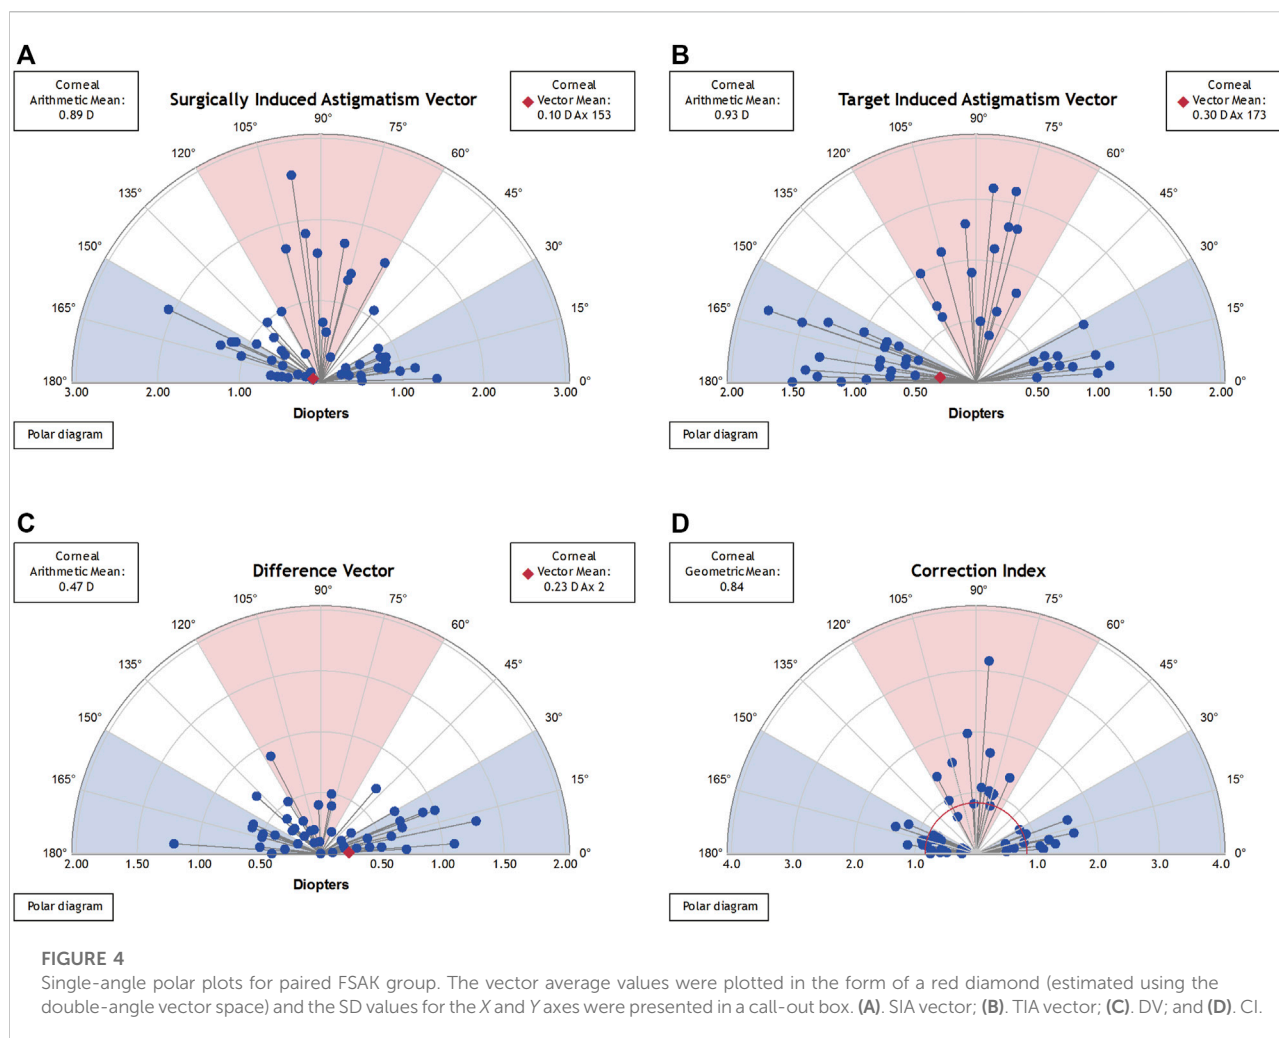 A
Corneal
Arithmetic Mean:
0.89 D
Surgically Induced Astigmatism Vector
Corneal
Vector Mean:
0.10 D Ax 153
90°
105°
75°
120°
60°
135°
45°
150°
30°
165°
15°
180°
0°
3.00
2.00
1.00
1.00
2.00
3.00
Diopters
Polar diagram
B
Corneal
Arithmetic Mean:
0.93 D
Target Induced Astigmatism Vector
Corneal
Vector Mean:
0.30 D Ax 173
90°
105°
75°
120°
60°
135°
45°
150°
30°
165°
15°
180°
0°
2.00
1.50
1.00
0.50
0.50
1.00
1.50
2.00
Diopters
Polar diagram
C
Corneal
Arithmetic Mean:
0.47 D
Difference Vector
Corneal
Vector Mean:
0.23 D Ax 2
90°
105°
75°
120°
60°
135°
45°
150°
30°
165°
15°
180°
0°
2.00
1.50
1.00
0.50
0.50
1.00
1.50
2.00
Diopters
Polar diagram
D
Corneal
Geometric Mean:
0.84
Correction Index
90°
105°
75°
120°
60°
135°
45°
150°
30°
165°
15°
180°
0°
4.0
3.0
2.0
1.0
1.0
2.0
3.0
4.0
Polar diagram
FIGURE 4
Single-angle polar plots for paired FSAK group. The vector average values were plotted in the form of a red diamond (estimated using the
double-angle vector space) and the SD values for the X and Y axes were presented in a call-out box. (A). SIA vector; (B). TIA vector; (C). DV; and (D). CI.